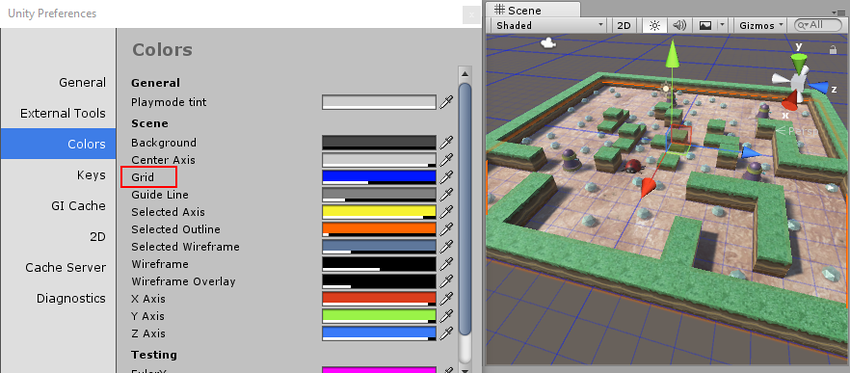 Unity Preferences
x
General
External Tools
Colors
Keys
GI Cache
2D
Cache Server
Diagnostics
Colors
General
Playmode tint
Scene
Background
Center Axis
Grid
Guide Line
Selected Axis
Selected Outline
Selected Wireframe
Wireframe
Wireframe Overlay
X Axis
Y Axis
Z Axis
Testing
Scene
Shaded
2D
Gizmos
All
y
z
x
Persp